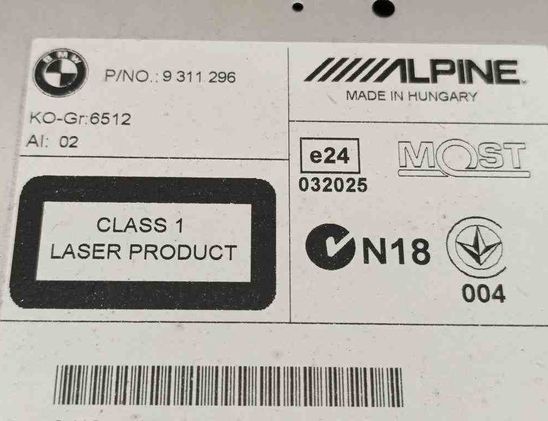 BMW
P/NO.: 9 311 296
KO-Gr:6512
AI: 02
CLASS 1
LASER PRODUCT
ALPINE
MADE IN HUNGARY
e24
032025
MOST
N18
004